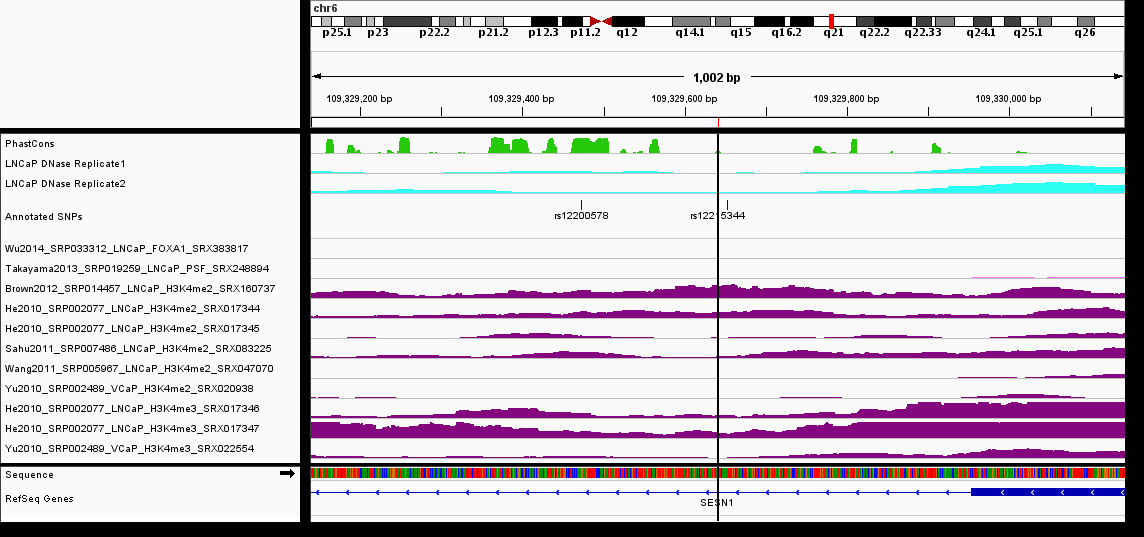 chr6
p25.1 p23 p22.2 p21.2 p12.3 p11.2 q12 q14.1 q15 q16.2 q21 q22.2 q22.33 q24.1 q25.1 q26
1,002 bp
109,329,200 bp 109,329,400 bp 109,329,600 bp 109,329,800 bp 109,330,000 bp
PhastCons
LNCaP DNase Replicate1
LNCaP DNase Replicate2
Annotated SNPs
rs12200578 rs12215344
Wu2014_SRP033312_LNCaP_FOXA1_SRX383817
Takayama2013_SRP019259_LNCaP_PSF_SRX248894
Brown2012_SRP014457_LNCaP_H3K4me2_SRX160737
He2010_SRP002077_LNCaP_H3K4me2_SRX017344
He2010_SRP002077_LNCaP_H3K4me2_SRX017345
Sahu2011_SRP007486_LNCaP_H3K4me2_SRX083225
Wang2011_SRP005967_LNCaP_H3K4me2_SRX047070
Yu2010_SRP002489_VCaP_H3K4me2_SRX020938
He2010_SRP002077_LNCaP_H3K4me3_SRX017346
He2010_SRP002077_LNCaP_H3K4me3_SRX017347
Yu2010_SRP002489_VCaP_H3K4me3_SRX022554
Sequence
RefSeq Genes
SESN1